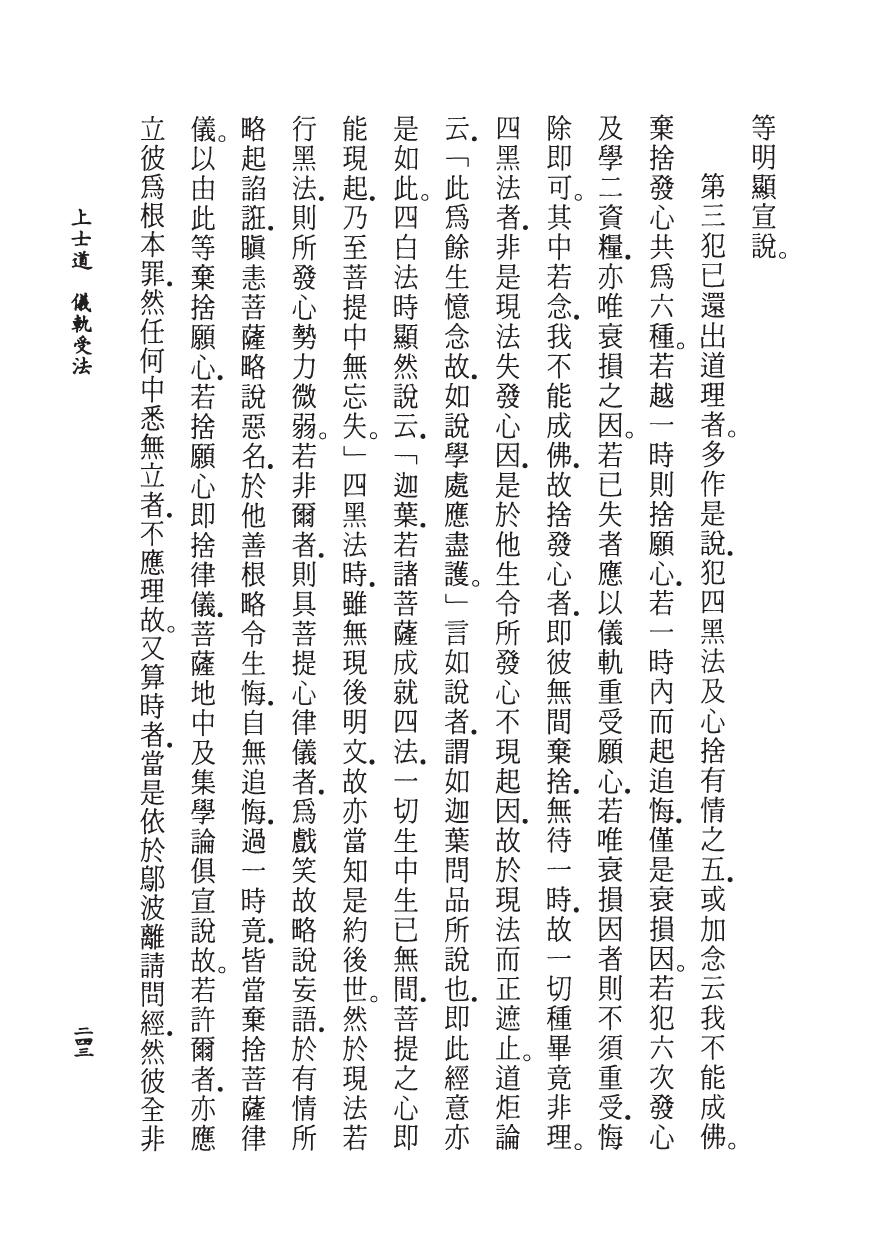 等明顯宣說。
第三犯已還出道理者。多作是說．犯四黑法及心捨有情之五．或加念云我不能成佛。
棄捨發心共爲六種。若越一時則捨願心．若一時內而起追悔．僅是衰損因。若犯六次發心
及學二資糧．亦唯衰損之因。若已失者應以儀軌重受願心．若唯衰損因者則不須重受．悔
除即可。其中若念．我不能成佛．故捨發心者．即彼無間棄捨．無待一時．故一切種畢竟非理。
四黑法者．非是現法失發心因．是於他生令所發心不現起因．故於現法而正遮止。道炬論
云．「此爲餘生憶念故．如說學處應盡護。」言如說者．謂如迦葉問品所說也．即此經意亦
是如此。四白法時顯然說云．「迦葉．若諸菩薩成就四法．一切生中生已無間．菩提之心即
能現起．乃至菩提中無忘失。」四黑法時．雖無現後明文．故亦當知是約後世。然於現法若
行黑法．則所發心勢力微弱。若非爾者．則具菩提心律儀者．爲戲笑故略說妄語．於有情所
略起諂誑．瞋恚菩薩略說惡名．於他善根略令生悔．自無追悔．過一時竟．皆當棄捨菩薩律
儀。以由此等棄捨願心．若捨願心即捨律儀．菩薩地中及集學論俱宣說故。若許爾者．亦應
立彼爲根本罪．然任何中悉無立者．不應理故。又算時者．當是依於鄔波離請問經．然彼全非
上士道　儀軌受法
二四三